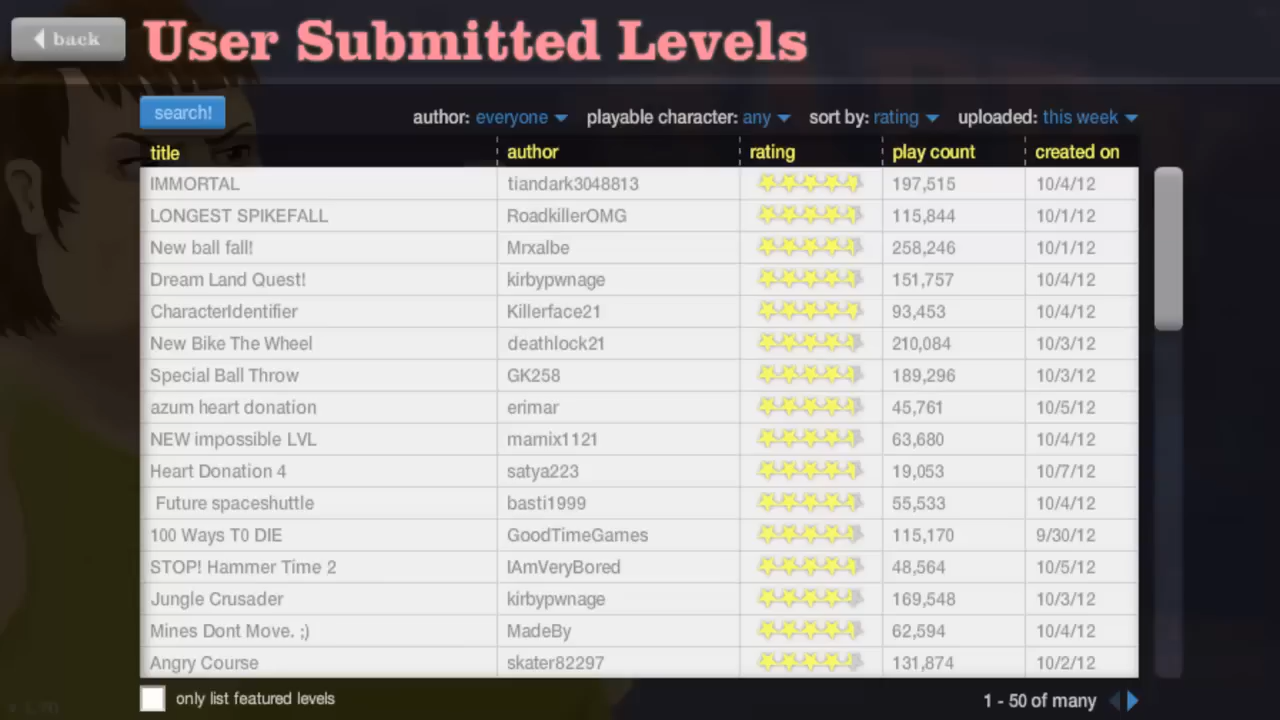 back
User Submitted Levels
search!
author: everyone playable character: any sort by: rating uploaded: this week
title author rating play count created on
IMMORTAL tiandark3048813 197,515 10/4/12
LONGEST SPIKEFALL RoadkillerOMG 115,844 10/1/12
New ball fall! Mrxalbe 258,246 10/1/12
Dream Land Quest! kirbypwnage 151,757 10/4/12
CharacterIdentifier Killerface21 93,453 10/4/12
New Bike The Wheel deathlock21 210,084 10/3/12
Special Ball Throw GK258 189,296 10/3/12
azum heart donation erimar 45,761 10/5/12
NEW impossible LVL mamix1121 63,680 10/4/12
Heart Donation 4 satya223 19,053 10/7/12
Future spaceshuttle basti1999 55,533 10/4/12
100 Ways T0 DIE GoodTimeGames 115,170 9/30/12
STOP! Hammer Time 2 IAmVeryBored 48,564 10/5/12
Jungle Crusader kirbypwnage 169,548 10/3/12
Mines Dont Move. ;) MadeBy 62,594 10/4/12
Angry Course skater82297 131,874 10/2/12
only list featured levels
1 - 50 of many